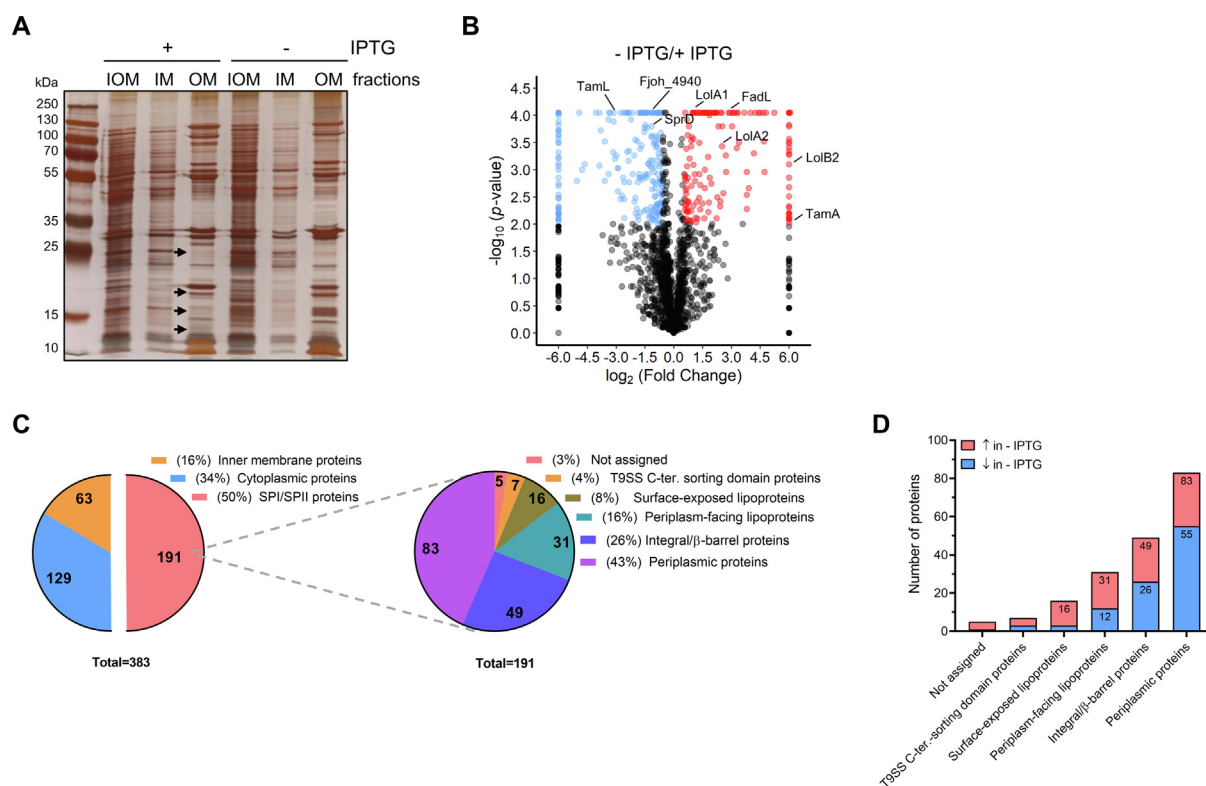 A
+ - IPTG
IOM IM OM IOM IM OM fractions
kDa
250
130
100
70
55
35
25
15
10
B
- IPTG/+ IPTG
TamL
Fjoh_4940
LolA1
FadL
SprD
LolA2
LolB2
TamA
4.5
4.0
3.5
3.0
2.5
2.0
1.5
1.0
0.5
0.0
-log10 (p-value)
-6.0 -4.5 -3.0 -1.5 0.0 1.5 3.0 4.5 6.0
log2 (Fold Change)
C
(16%) Inner membrane proteins
(34%) Cytoplasmic proteins
(50%) SPI/SPII proteins
63
129
191
Total=383
(3%) Not assigned
(4%) T9SS C-ter. sorting domain proteins
(8%) Surface-exposed lipoproteins
(16%) Periplasm-facing lipoproteins
(26%) Integral/β-barrel proteins
(43%) Periplasmic proteins
5
7
16
31
83
49
Total=191
D
↑ in - IPTG
↓ in - IPTG
100
80
60
40
20
0
Number of proteins
16
31
12
49
26
83
55
Not assigned
T9SS C-ter.-sorting domain proteins
Surface-exposed lipoproteins
Periplasm-facing lipoproteins
Integral/β-barrel proteins
Periplasmic proteins